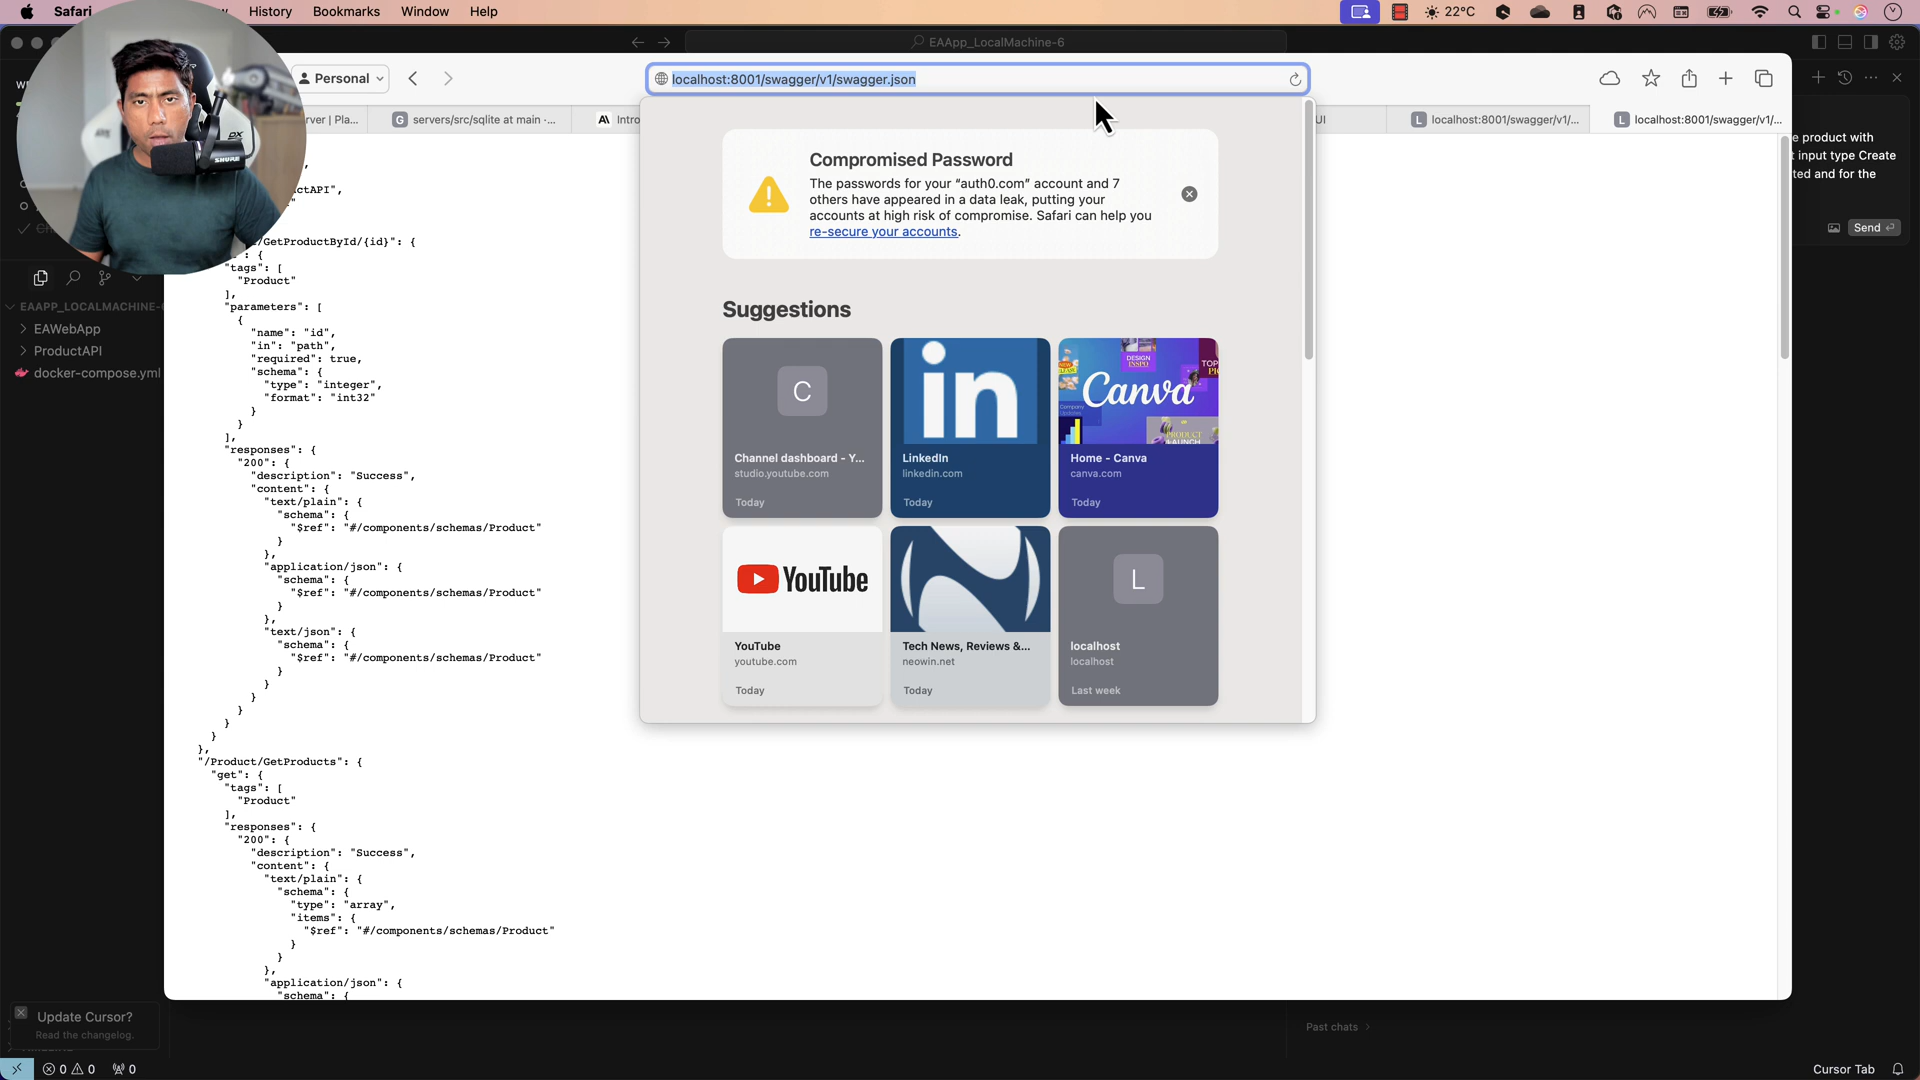 Safari
History
Bookmarks
Window
Help
22°C
EAApp_LocalMachine-6
Personal
localhost:8001/swagger/v1/swagger.json
rver | Pla...
servers/src/sqlite at main ·...
Intro
UI
localhost:8001/swagger/v1/...
localhost:8001/swagger/v1/...
e product with
t input type Create
ted and for the
Send
EAAPP_LOCALMACHINE-6
EAWebApp
ProductAPI
docker-compose.yml
ctAPI",
/GetProductById/{id}": {
"tags": [
"Product"
],
"parameters": [
{
"name": "id",
"in": "path",
"required": true,
"schema": {
"type": "integer",
"format": "int32"
}
}
],
"responses": {
"200": {
"description": "Success",
"content": {
"text/plain": {
"schema": {
"$ref": "#/components/schemas/Product"
}
},
"application/json": {
"schema": {
"$ref": "#/components/schemas/Product"
}
},
"text/json": {
"schema": {
"$ref": "#/components/schemas/Product"
}
}
}
}
}
}
},
"/Product/GetProducts": {
"get": {
"tags": [
"Product"
],
"responses": {
"200": {
"description": "Success",
"content": {
"text/plain": {
"schema": {
"type": "array",
"items": {
"$ref": "#/components/schemas/Product"
}
}
},
"application/json": {
"schema": {
Compromised Password
The passwords for your "auth0.com" account and 7
others have appeared in a data leak, putting your
accounts at high risk of compromise. Safari can help you
re-secure your accounts.
Suggestions
C
Channel dashboard - Y...
studio.youtube.com
Today
in
LinkedIn
linkedin.com
Today
DESIGN
INSPO
Canva
Home - Canva
canva.com
Today
YouTube
YouTube
youtube.com
Today
Tech News, Reviews &...
neowin.net
Today
L
localhost
localhost
Last week
SHURE
Update Cursor?
Read the changelog.
Past chats
0
0
0
Cursor Tab